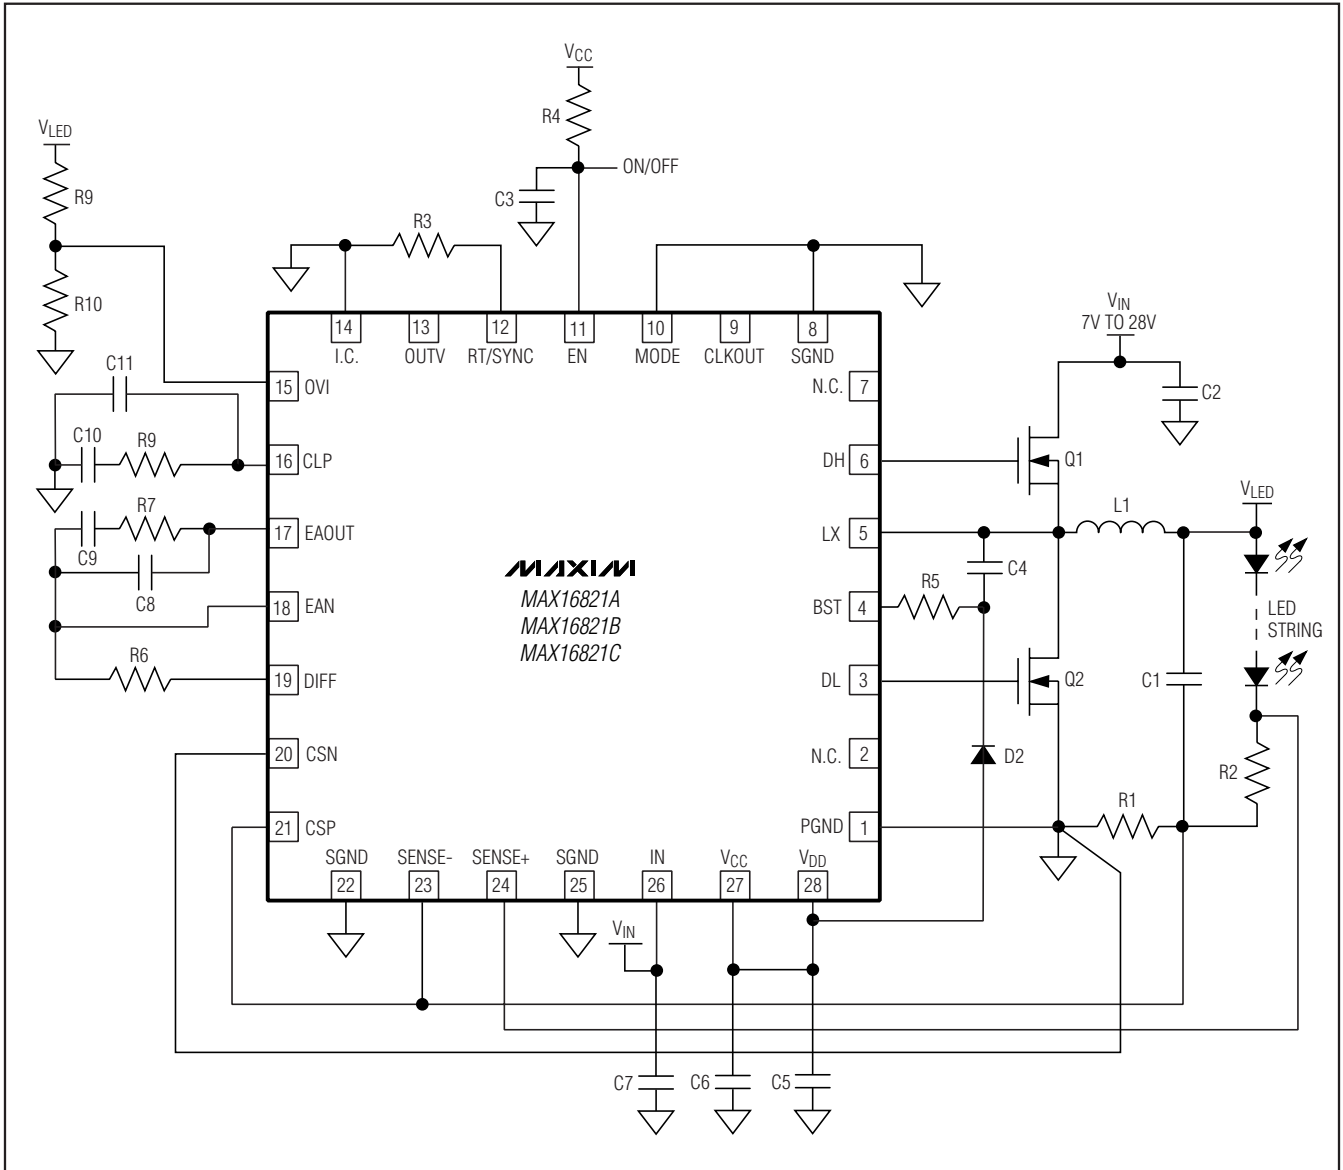 VCC
R4
ON/OFF
C3
VLED
R9
R10
R3
14 13 12 11 10 9 8
I.C. OUTV RT/SYNC EN MODE CLKOUT SGND
VIN
7V TO 28V
C2
C11
15 OVI
N.C. 7
C10 R9
16 CLP
DH 6
Q1
C9 R7
17 EAOUT
LX 5
L1
VLED
C8
18 EAN
MAXIM
MAX16821A
MAX16821B
MAX16821C
BST 4
R5
C4
LED
STRING
R6
19 DIFF
DL 3
Q2
C1
20 CSN
N.C. 2
D2
R2
21 CSP
PGND 1
R1
SGND SENSE- SENSE+ SGND IN VCC VDD
22 23 24 25 26 27 28
VIN
C7 C6 C5